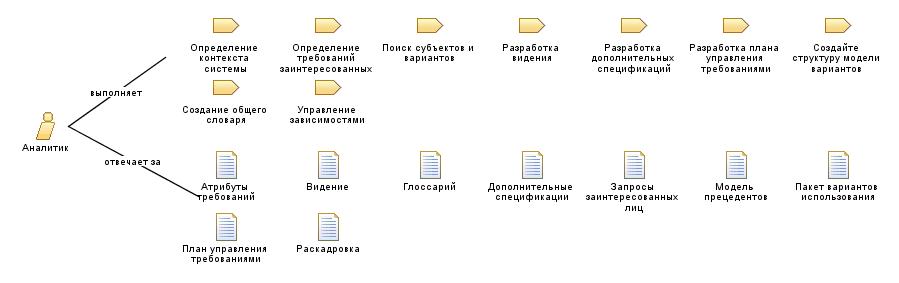 Определение контекста системы
Определение требований заинтересованных
Поиск субъектов и вариантов
Разработка видения
Разработка дополнительных спецификаций
Разработка плана управления требованиями
Создайте структуру модели вариантов
выполняет
Создание общего словаря
Управление зависимостями
Аналитик
отвечает за
Атрибуты требований
Видение
Глоссарий
Дополнительные спецификации
Запросы заинтересованных лиц
Модель прецедентов
Пакет вариантов использования
План управления требованиями
Раскадровка